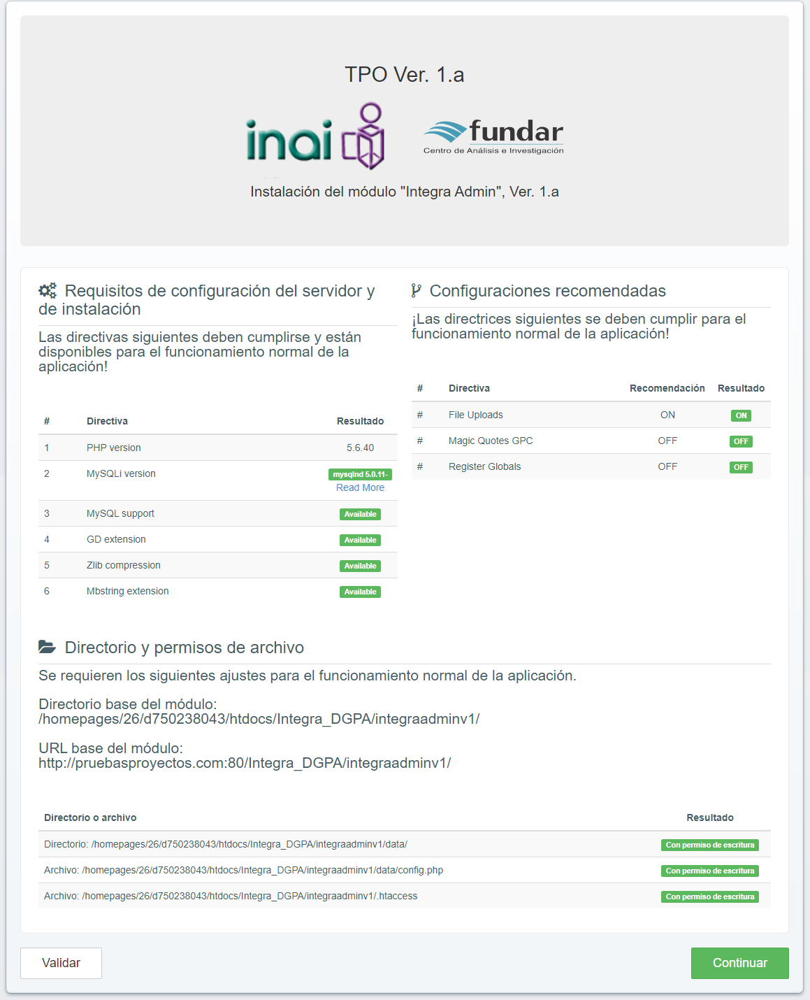 TPO Ver. 1.a
inai
fundar
Centro de Análisis e Investigación
Instalación del módulo "Integra Admin", Ver. 1.a
Requisitos de configuración del servidor y
de instalación
Las directivas siguientes deben cumplirse y están
disponibles para el funcionamiento normal de la
aplicación!
# Directiva Resultado
1 PHP version 5.6.40
2 MySQLi version mysqlnd 5.0.11-
Read More
3 MySQL support Available
4 GD extension Available
5 Zlib compression Available
6 Mbstring extension Available
Configuraciones recomendadas
¡Las directrices siguientes se deben cumplir para el
funcionamiento normal de la aplicación!
# Directiva Recomendación Resultado
# File Uploads ON ON
# Magic Quotes GPC OFF OFF
# Register Globals OFF OFF
Directorio y permisos de archivo
Se requieren los siguientes ajustes para el funcionamiento normal de la aplicación.
Directorio base del módulo:
/homepages/26/d750238043/htdocs/Integra_DGPA/integraadminv1/
URL base del módulo:
http://pruebasproyectos.com:80/Integra_DGPA/integraadminv1/
Directorio o archivo Resultado
Directorio: /homepages/26/d750238043/htdocs/Integra_DGPA/integraadminv1/data/ Con permiso de escritura
Archivo: /homepages/26/d750238043/htdocs/Integra_DGPA/integraadminv1/data/config.php Con permiso de escritura
Archivo: /homepages/26/d750238043/htdocs/Integra_DGPA/integraadminv1/.htaccess Con permiso de escritura
Validar Continuar